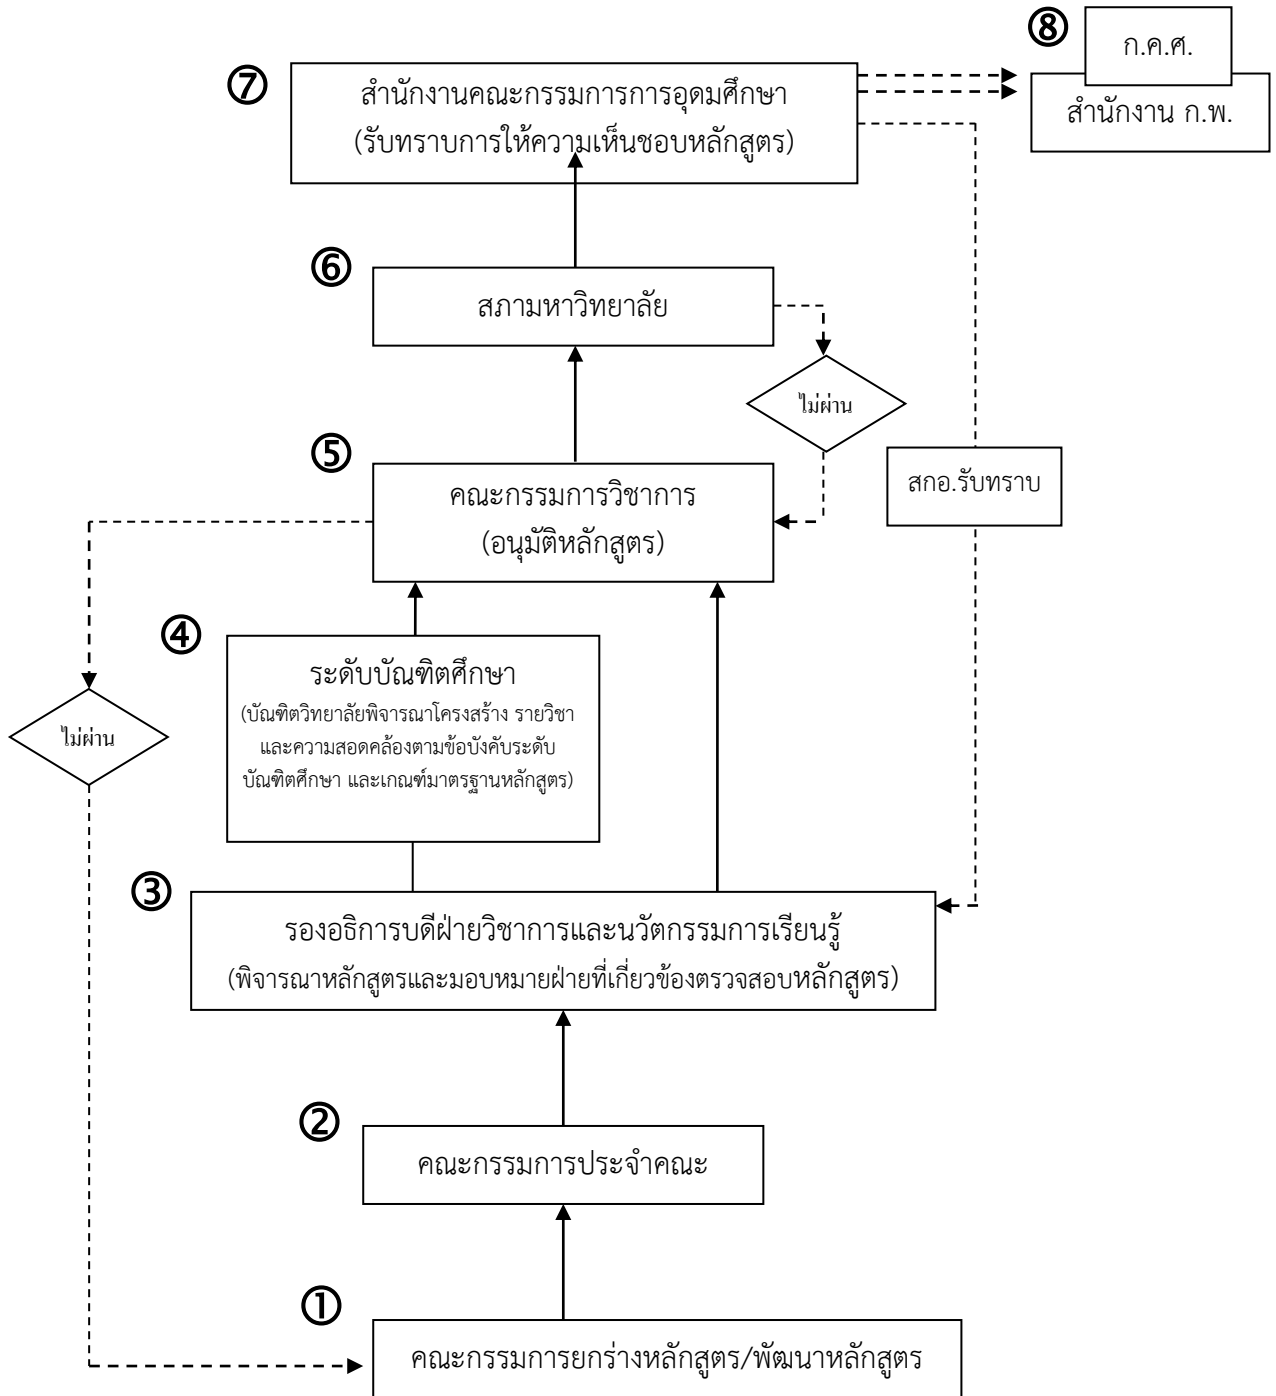 ⑧
ก.ค.ศ.
สำนักงาน ก.พ.
⑦
สำนักงานคณะกรรมการการอุดมศึกษา
(รับทราบการให้ความเห็นชอบหลักสูตร)
⑥
สภามหาวิทยาลัย
ไม่ผ่าน
⑤
คณะกรรมการวิชาการ
(อนุมัติหลักสูตร)
สกอ.รับทราบ
④
ระดับบัณฑิตศึกษา
(บัณฑิตวิทยาลัยพิจารณาโครงสร้าง รายวิชา
และความสอดคล้องตามข้อบังคับระดับ
บัณฑิตศึกษา และเกณฑ์มาตรฐานหลักสูตร)
ไม่ผ่าน
③
รองอธิการบดีฝ่ายวิชาการและนวัตกรรมการเรียนรู้
(พิจารณาหลักสูตรและมอบหมายฝ่ายที่เกี่ยวข้องตรวจสอบหลักสูตร)
②
คณะกรรมการประจำคณะ
①
คณะกรรมการยกร่างหลักสูตร/พัฒนาหลักสูตร